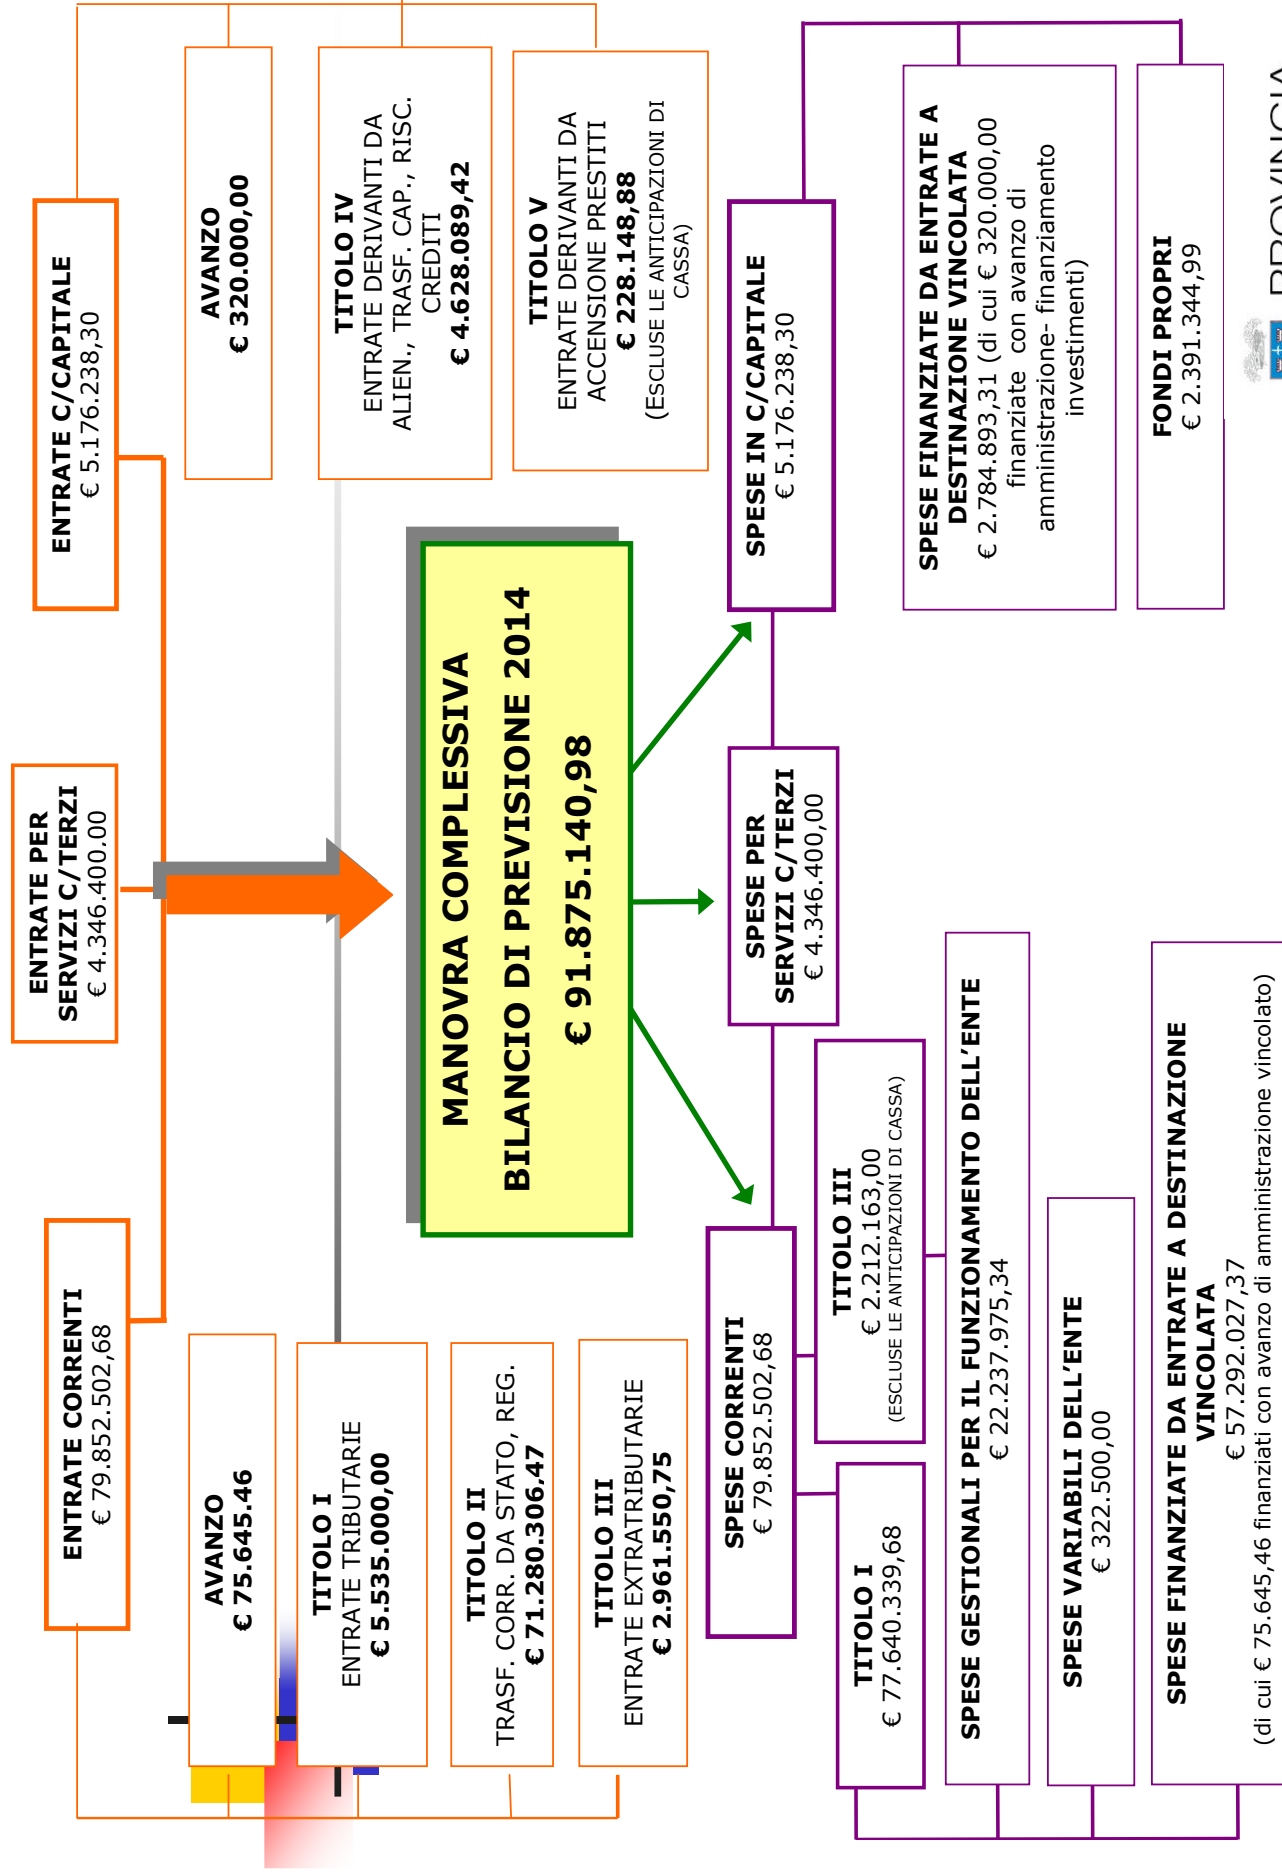 ENTRATE PER
SERVIZI C/TERZI
€ 4.346.400.00
ENTRATE CORRENTI
€ 79.852.502,68
ENTRATE C/CAPITALE
€ 5.176.238,30
AVANZO
€ 75.645.46
TITOLO I
ENTRATE TRIBUTARIE
€ 5.535.000,00
TITOLO II
TRASF. CORR. DA STATO, REG.
€ 71.280.306,47
TITOLO III
ENTRATE EXTRATRIBUTARIE
€ 2.961.550,75
AVANZO
€ 320.000,00
TITOLO IV
ENTRATE DERIVANTI DA
ALIEN., TRASF. CAP., RISC.
CREDITI
€ 4.628.089,42
TITOLO V
ENTRATE DERIVANTI DA
ACCENSIONE PRESTITI
€ 228.148,88
(ESCLUSE LE ANTICIPAZIONI DI
CASSA)
MANOVRA COMPLESSIVA
BILANCIO DI PREVISIONE 2014
€ 91.875.140,98
SPESE CORRENTI
€ 79.852.502,68
SPESE PER
SERVIZI C/TERZI
€ 4.346.400,00
SPESE IN C/CAPITALE
€ 5.176.238,30
TITOLO I
€ 77.640.339,68
TITOLO III
€ 2.212.163,00
(ESCLUSE LE ANTICIPAZIONI DI CASSA)
SPESE GESTIONALI PER IL FUNZIONAMENTO DELL'ENTE
€ 22.237.975,34
SPESE VARIABILI DELL'ENTE
€ 322.500,00
SPESE FINANZIATE DA ENTRATE A DESTINAZIONE
VINCOLATA
€ 57.292.027,37
(di cui € 75.645,46 finanziati con avanzo di amministrazione vincolato)
SPESE FINANZIATE DA ENTRATE A
DESTINAZIONE VINCOLATA
€ 2.784.893,31 (di cui € 320.000,00
finanziate con avanzo di
amministrazione- finanziamento
investimenti)
FONDI PROPRI
€ 2.391.344,99
PROVINCIA